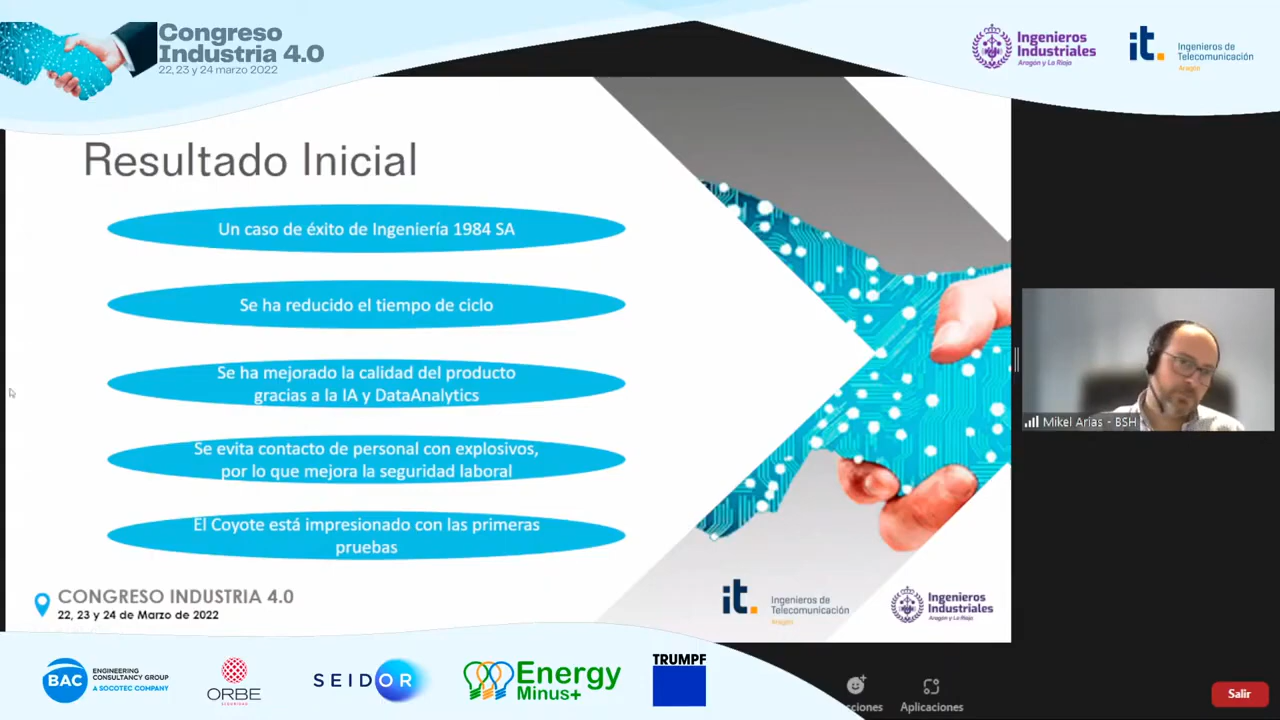 Congreso
Industria 4.0
22, 23 y 24 marzo 2022
Ingenieros
Industriales
Aragón y La Rioja
it.
Ingenieros de
Telecomunicación
Aragón
Resultado Inicial
Un caso de éxito de Ingeniería 1984 SA
Se ha reducido el tiempo de ciclo
Se ha mejorado la calidad del producto
gracias a la IA y DataAnalytics
Se evita contacto de personal con explosivos,
por lo que mejora la seguridad laboral
El Coyote está impresionado con las primeras
pruebas
Mikel Arias - BSH
CONGRESO INDUSTRIA 4.0
22, 23 y 24 de Marzo de 2022
it.
Ingenieros de
Telecomunicación
Aragón
Ingenieros
Industriales
Aragón y La Rioja
BAC
ENGINEERING
CONSULTANCY GROUP
A SOCOTEC COMPANY
ORBE
SEGURIDAD
SEIDOR
Energy
Minus+
TRUMPF
cciones
Aplicaciones
Salir